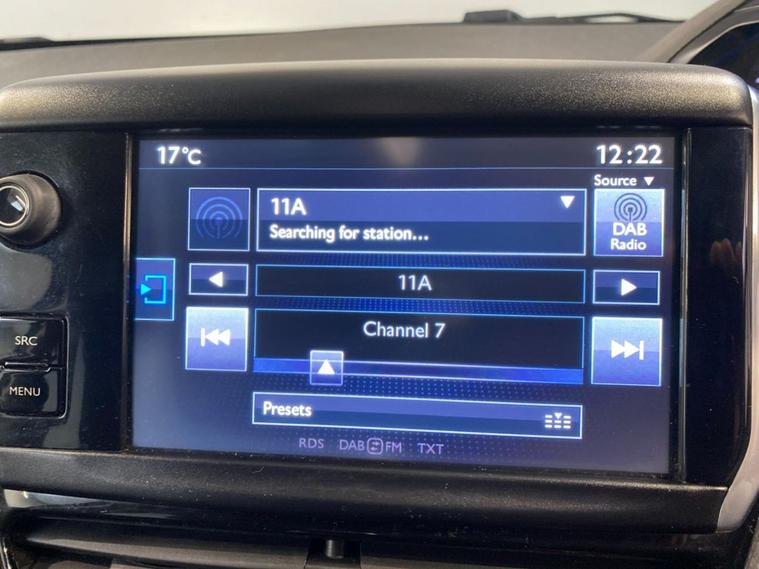 17°C
12:22
Source
11A
Searching for station...
DAB
Radio
11A
SRC
Channel 7
MENU
Presets
RDS DAB FM TXT